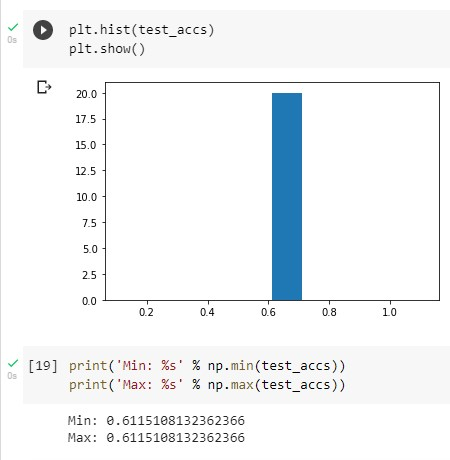 plt.hist(test_accs)
plt.show()
0s
20.0
17.5
15.0
12.5
10.0
7.5
5.0
2.5
0.0
0.2 0.4 0.6 0.8 1.0
[19] print('Min: %s' % np.min(test_accs))
print('Max: %s' % np.max(test_accs))
0s
Min: 0.6115108132362366
Max: 0.6115108132362366